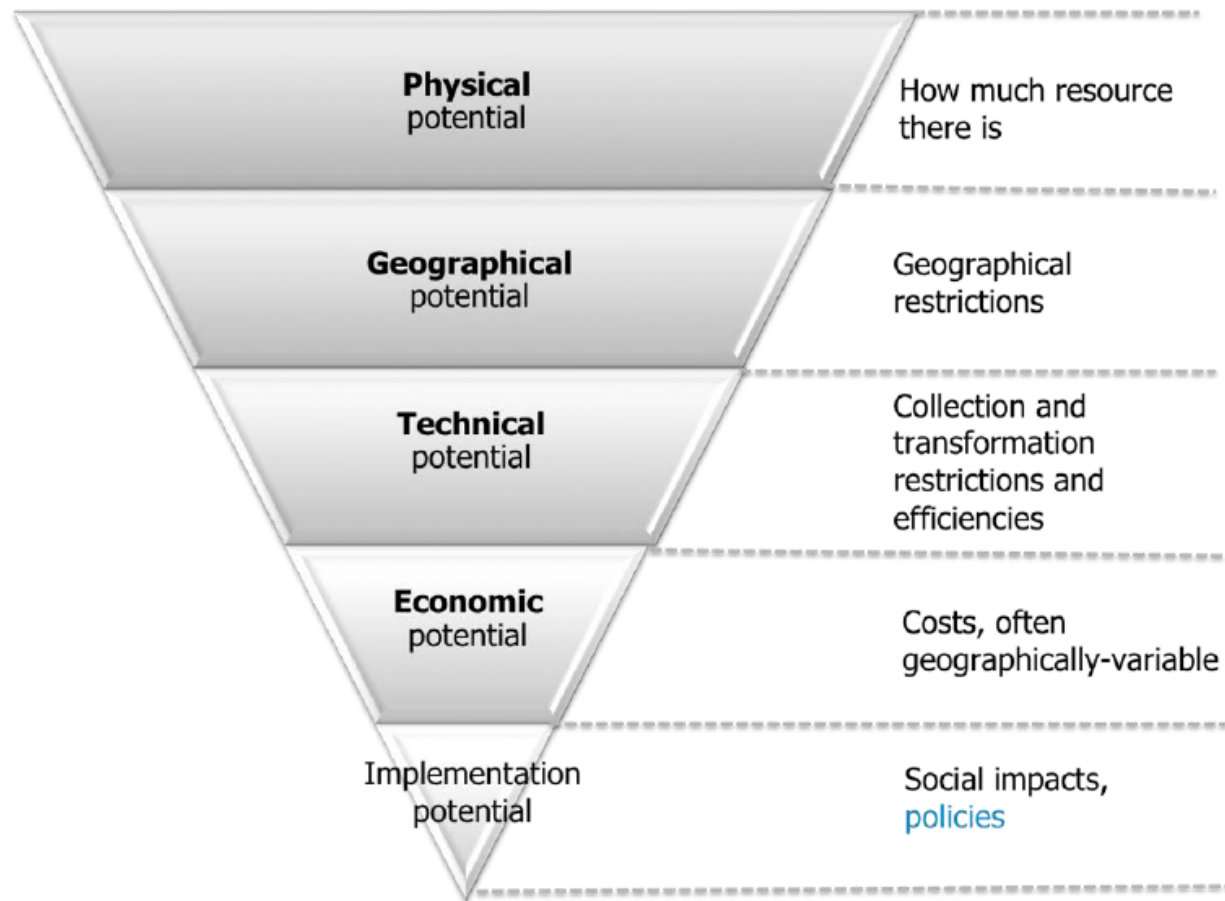 Physical
potential
How much resource
there is
Geographical
potential
Geographical
restrictions
Technical
potential
Collection and
transformation
restrictions and
efficiencies
Economic
potential
Costs, often
geographically-variable
Implementation
potential
Social impacts,
policies